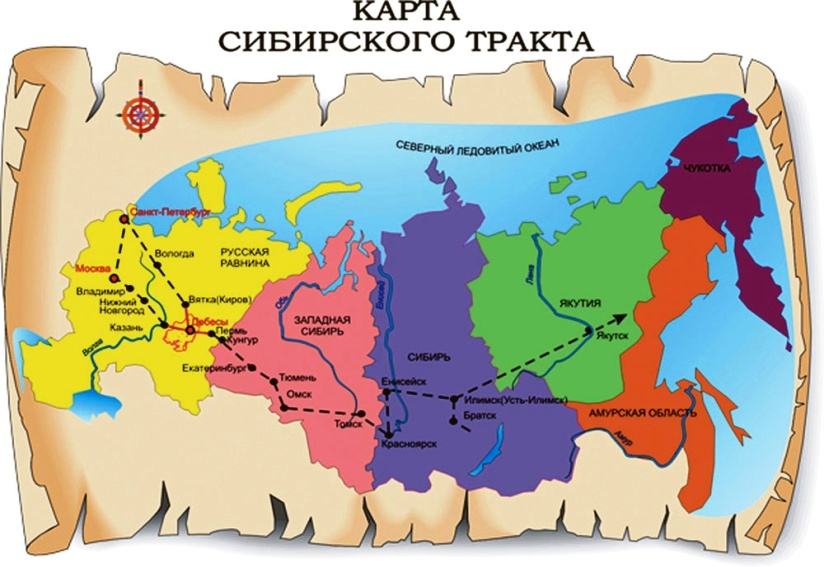 КАРТА
СИБИРСКОГО ТРАКТА
СЕВЕРНЫЙ ЛЕДОВИТЫЙ ОКЕАН
ЧУКОТКА
Санкт-Петербург
Вологда
РУССКАЯ
РАВНИНА
Москва
Владимир
Нижний
Новгород
Вятка(Киров)
Казань
Дебесы
Пермь
Кунгур
Волга
Екатеринбург
Тюмень
Омск
Обь
ЗАПАДНАЯ
СИБИРЬ
Томск
Енисей
СИБИРЬ
Енисейск
Красноярск
Илимск(Усть-Илимск)
Братск
Лена
ЯКУТИЯ
Якутск
АМУРСКАЯ ОБЛАСТЬ
Амур